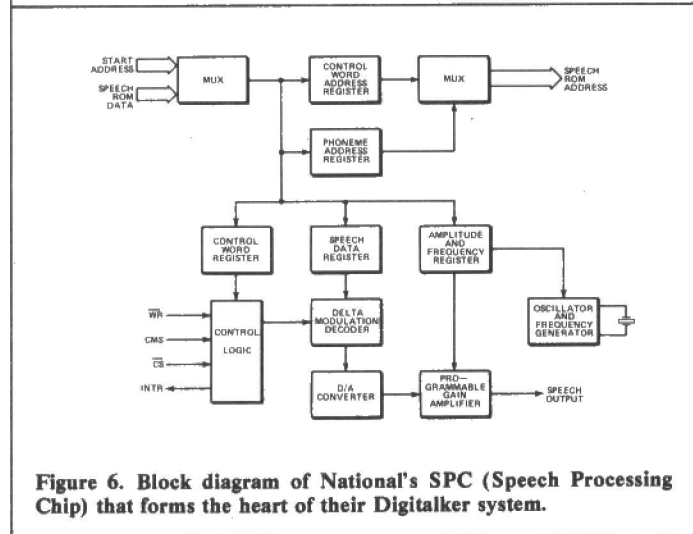 START
ADDRESS
SPEECH
ROM
DATA
MUX
CONTROL
WORD
ADDRESS
REGISTER
MUX
SPEECH
ROM
ADDRESS
PHONEME
ADDRESS
REGISTER
CONTROL
WORD
REGISTER
SPEECH
DATA
REGISTER
AMPLITUDE
AND
FREQUENCY
REGISTER
OSCILLATOR
AND
FREQUENCY
GENERATOR
WR
CMS
CS
INTR
CONTROL
LOGIC
DELTA
MODULATION
DECODER
D/A
CONVERTER
PRO-
GRAMMABLE
GAIN
AMPLIFIER
SPEECH
OUTPUT
Figure 6. Block diagram of National's SPC (Speech Processing
Chip) that forms the heart of their Digitalker system.